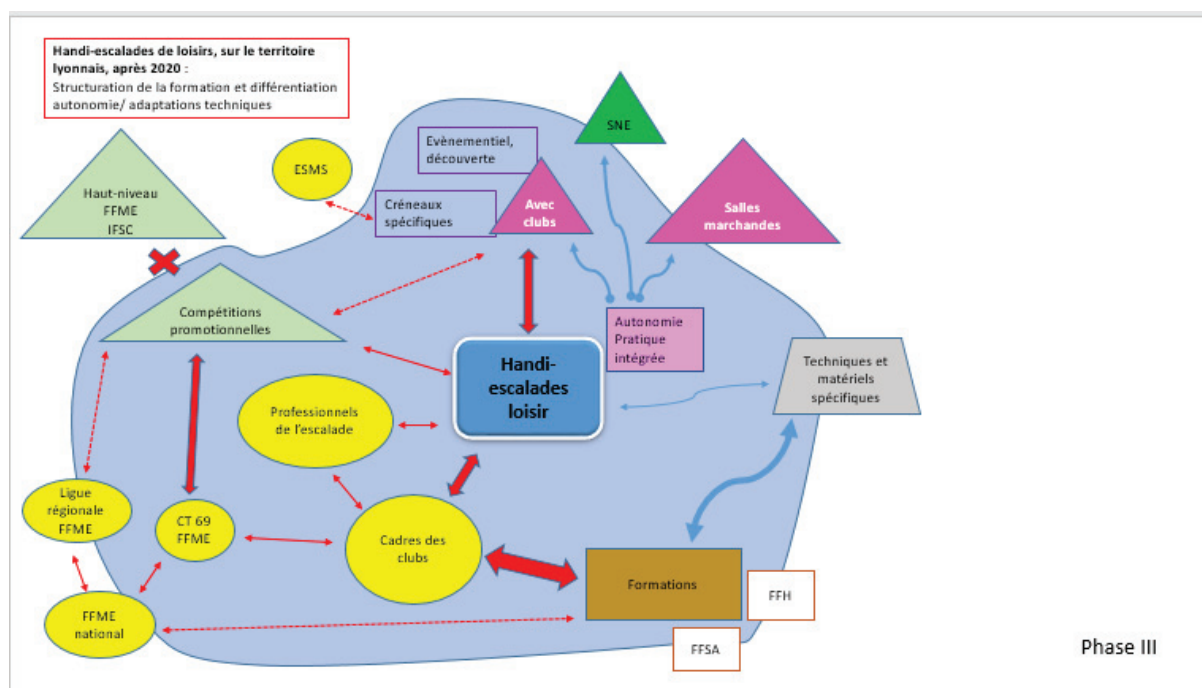 Handi-escalades de loisirs, sur le territoire
lyonnais, après 2020 :
Structuration de la formation et différentiation
autonomie/ adaptations techniques
SNE
Evènementiel,
découverte
ESMS
Haut-niveau
FFME
IFSC
Créneaux
spécifiques
Avec
clubs
Salles
marchandes
Compétitions
promotionnelles
Autonomie
Pratique
intégrée
Handi-
escalades
loisir
Techniques et
matériels
spécifiques
Professionnels
de l'escalade
Ligue
régionale
FFME
CT 69
FFME
Cadres des
clubs
Formations
FFH
FFME
national
FFSA
Phase III